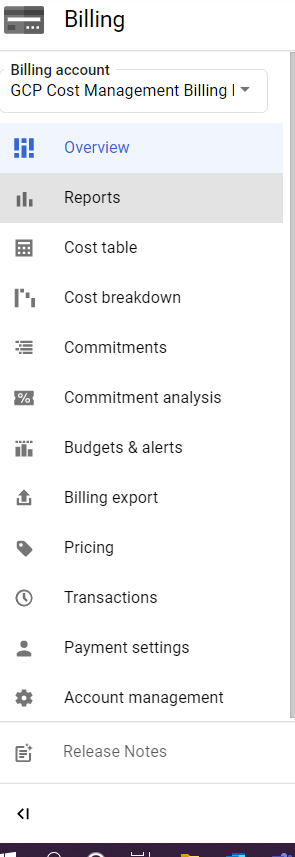 Billing
Billing account
GCP Cost Management Billing
Overview
Reports
Cost table
Cost breakdown
Commitments
Commitment analysis
Budgets & alerts
Billing export
Pricing
Transactions
Payment settings
Account management
Release Notes